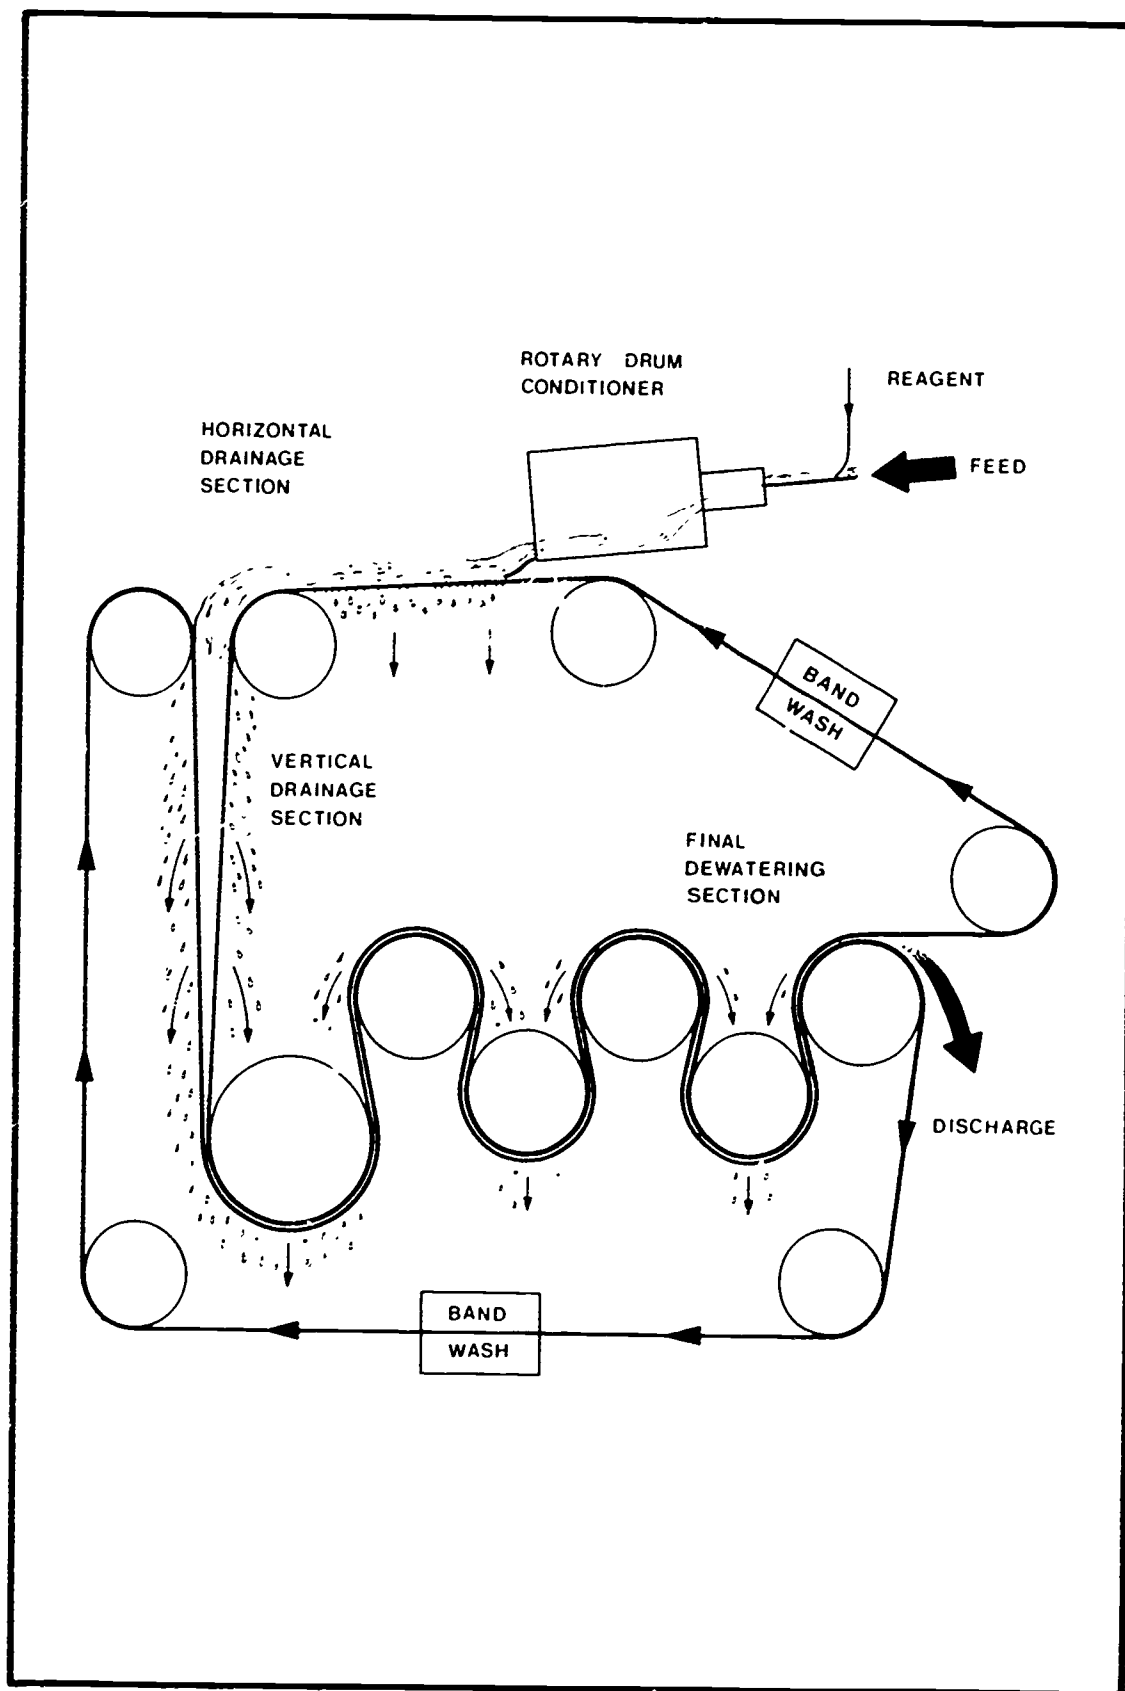 ROTARY DRUM
CONDITIONER
REAGENT
FEED
HORIZONTAL
DRAINAGE
SECTION
BAND
WASH
VERTICAL
DRAINAGE
SECTION
FINAL
DEWATERING
SECTION
DISCHARGE
BAND
WASH